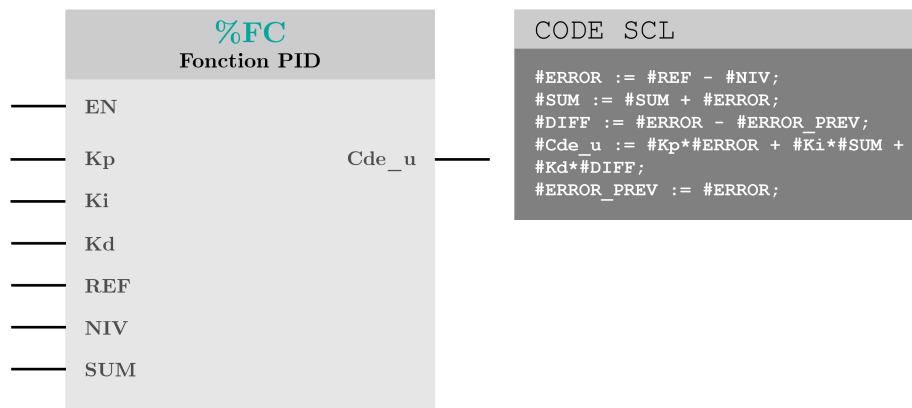 %FC
Fonction PID
EN
Kp
Cde_u
Ki
Kd
REF
NIV
SUM
CODE SCL
#ERROR := #REF - #NIV;
#SUM := #SUM + #ERROR;
#DIFF := #ERROR - #ERROR_PREV;
#Cde_u := #Kp*#ERROR + #Ki*#SUM +
#Kd*#DIFF;
#ERROR_PREV := #ERROR;